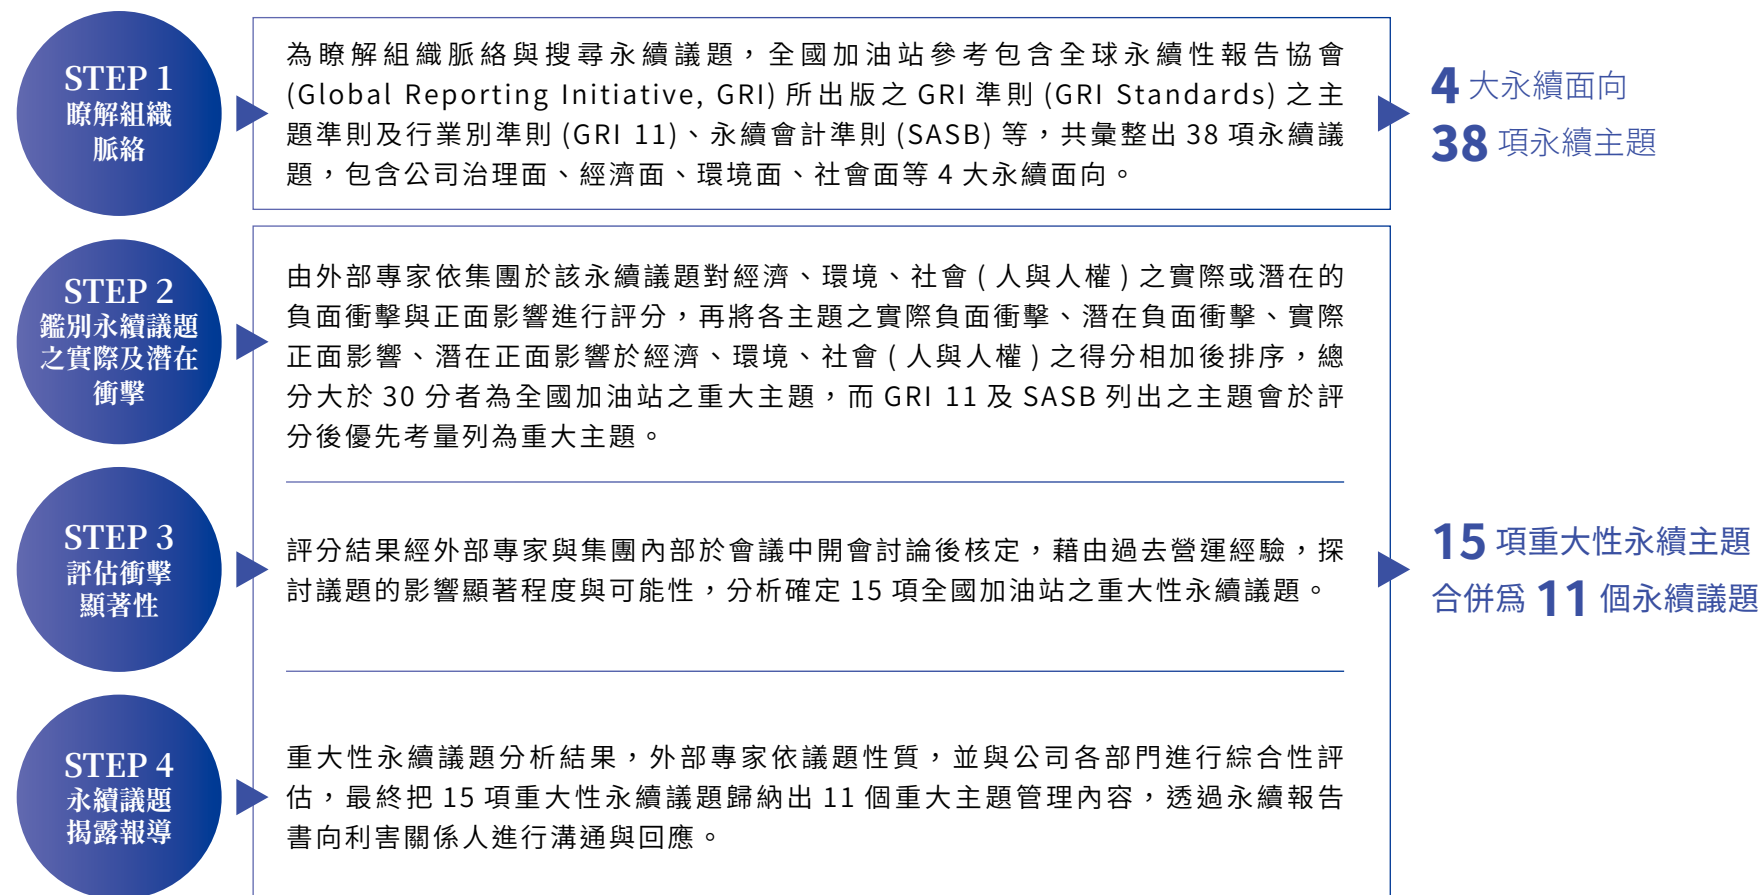 STEP 1
瞭解組織
脈絡
為瞭解組織脈絡與搜尋永續議題，全國加油站參考包含全球永續性報告協會
(Global Reporting Initiative, GRI) 所出版之 GRI 準則 (GRI Standards) 之主
題準則及行業別準則 (GRI 11)、永續會計準則 (SASB) 等，共彙整出 38 項永續議
題，包含公司治理面、經濟面、環境面、社會面等 4 大永續面向。
4 大永續面向
38 項永續主題
STEP 2
鑑別永續議題
之實際及潛在
衝擊
由外部專家依集團於該永續議題對經濟、環境、社會 ( 人與人權 ) 之實際或潛在的
負面衝擊與正面影響進行評分，再將各主題之實際負面衝擊、潛在負面衝擊、實際
正面影響、潛在正面影響於經濟、環境、社會 ( 人與人權 ) 之得分相加後排序，總
分大於 30 分者為全國加油站之重大主題，而 GRI 11 及 SASB 列出之主題會於評
分後優先考量列為重大主題。
STEP 3
評估衝擊
顯著性
評分結果經外部專家與集團內部於會議中開會討論後核定，藉由過去營運經驗，探
討議題的影響顯著程度與可能性，分析確定 15 項全國加油站之重大性永續議題。
15 項重大性永續主題
合併爲 11 個永續議題
STEP 4
永續議題
揭露報導
重大性永續議題分析結果，外部專家依議題性質，並與公司各部門進行綜合性評
估，最終把 15 項重大性永續議題歸納出 11 個重大主題管理內容，透過永續報告
書向利害關係人進行溝通與回應。